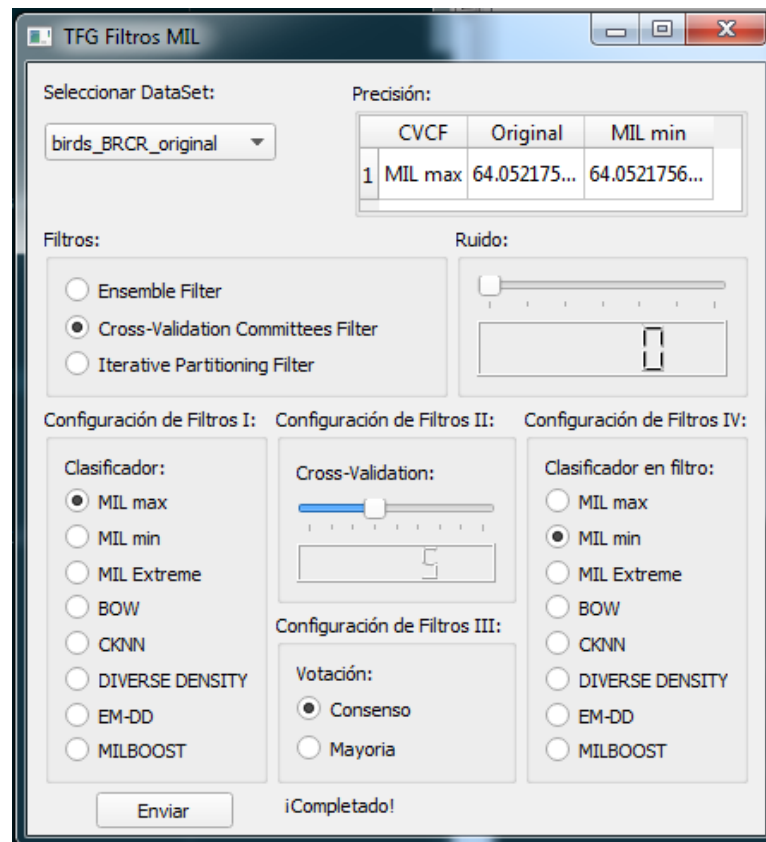 TFG Filtros MIL
Seleccionar DataSet:
birds_BRCR_original
Precisión:
CVCF Original MIL min
1 MIL max 64.052175... 64.0521756...
Filtros:
Ensemble Filter
Cross-Validation Committees Filter
Iterative Partitioning Filter
Ruido:
0
Configuración de Filtros I:
Clasificador:
MIL max
MIL min
MIL Extreme
BOW
CKNN
DIVERSE DENSITY
EM-DD
MILBOOST
Configuración de Filtros II:
Cross-Validation:
5
Configuración de Filtros III:
Votación:
Consenso
Mayoria
Configuración de Filtros IV:
Clasificador en filtro:
MIL max
MIL min
MIL Extreme
BOW
CKNN
DIVERSE DENSITY
EM-DD
MILBOOST
Enviar
¡Completado!